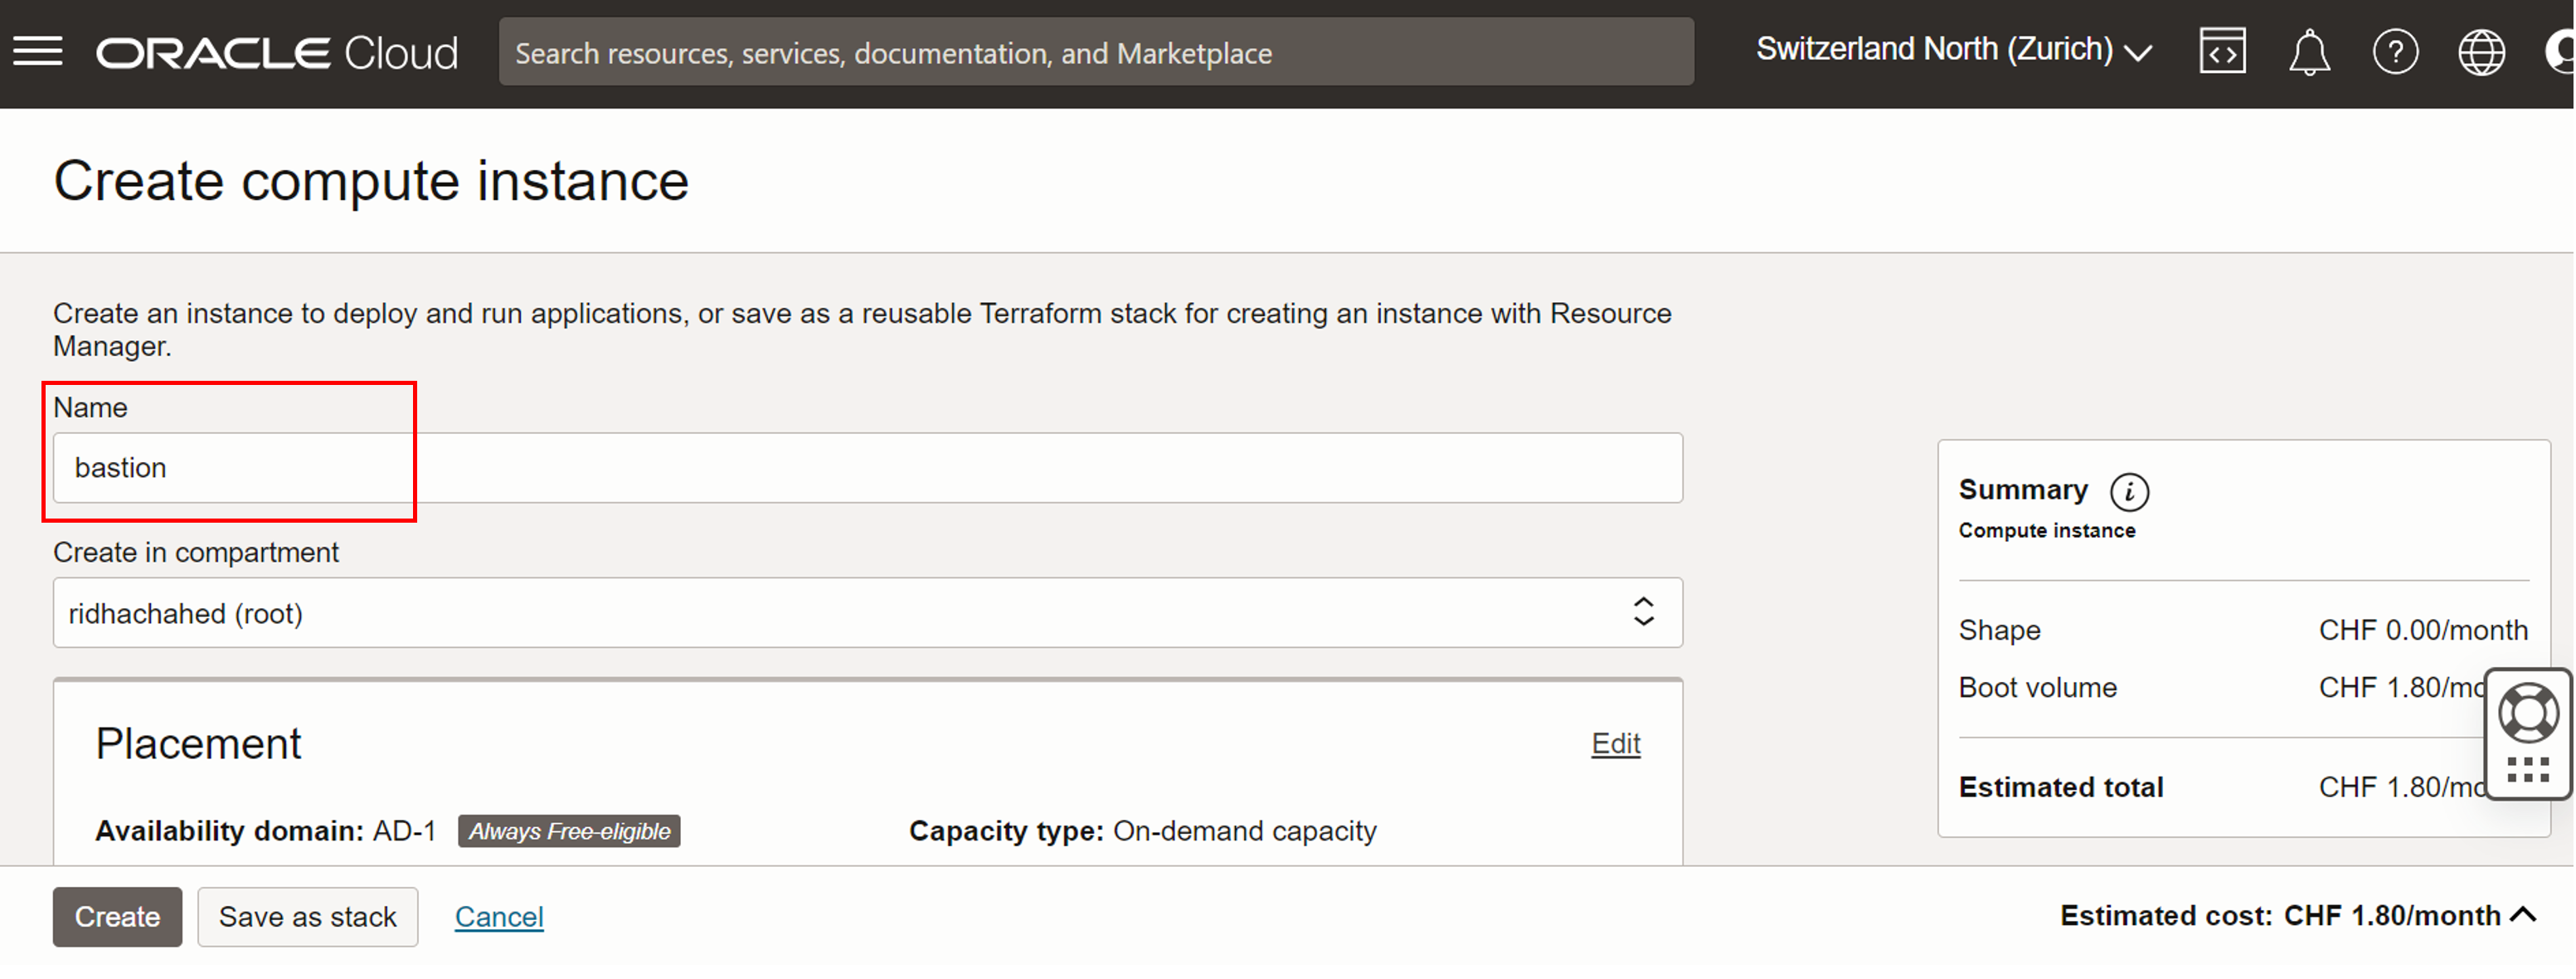 ORACLE Cloud
Search resources, services, documentation, and Marketplace
Switzerland North (Zurich)
Create compute instance
Create an instance to deploy and run applications, or save as a reusable Terraform stack for creating an instance with Resource
Manager.
Name
bastion
Create in compartment
ridhachahed (root)
Placement
Edit
Availability domain: AD-1 Always Free-eligible
Capacity type: On-demand capacity
Summary i
Compute instance
Shape CHF 0.00/month
Boot volume CHF 1.80/mo
Estimated total CHF 1.80/mo
Create
Save as stack
Cancel
Estimated cost: CHF 1.80/month